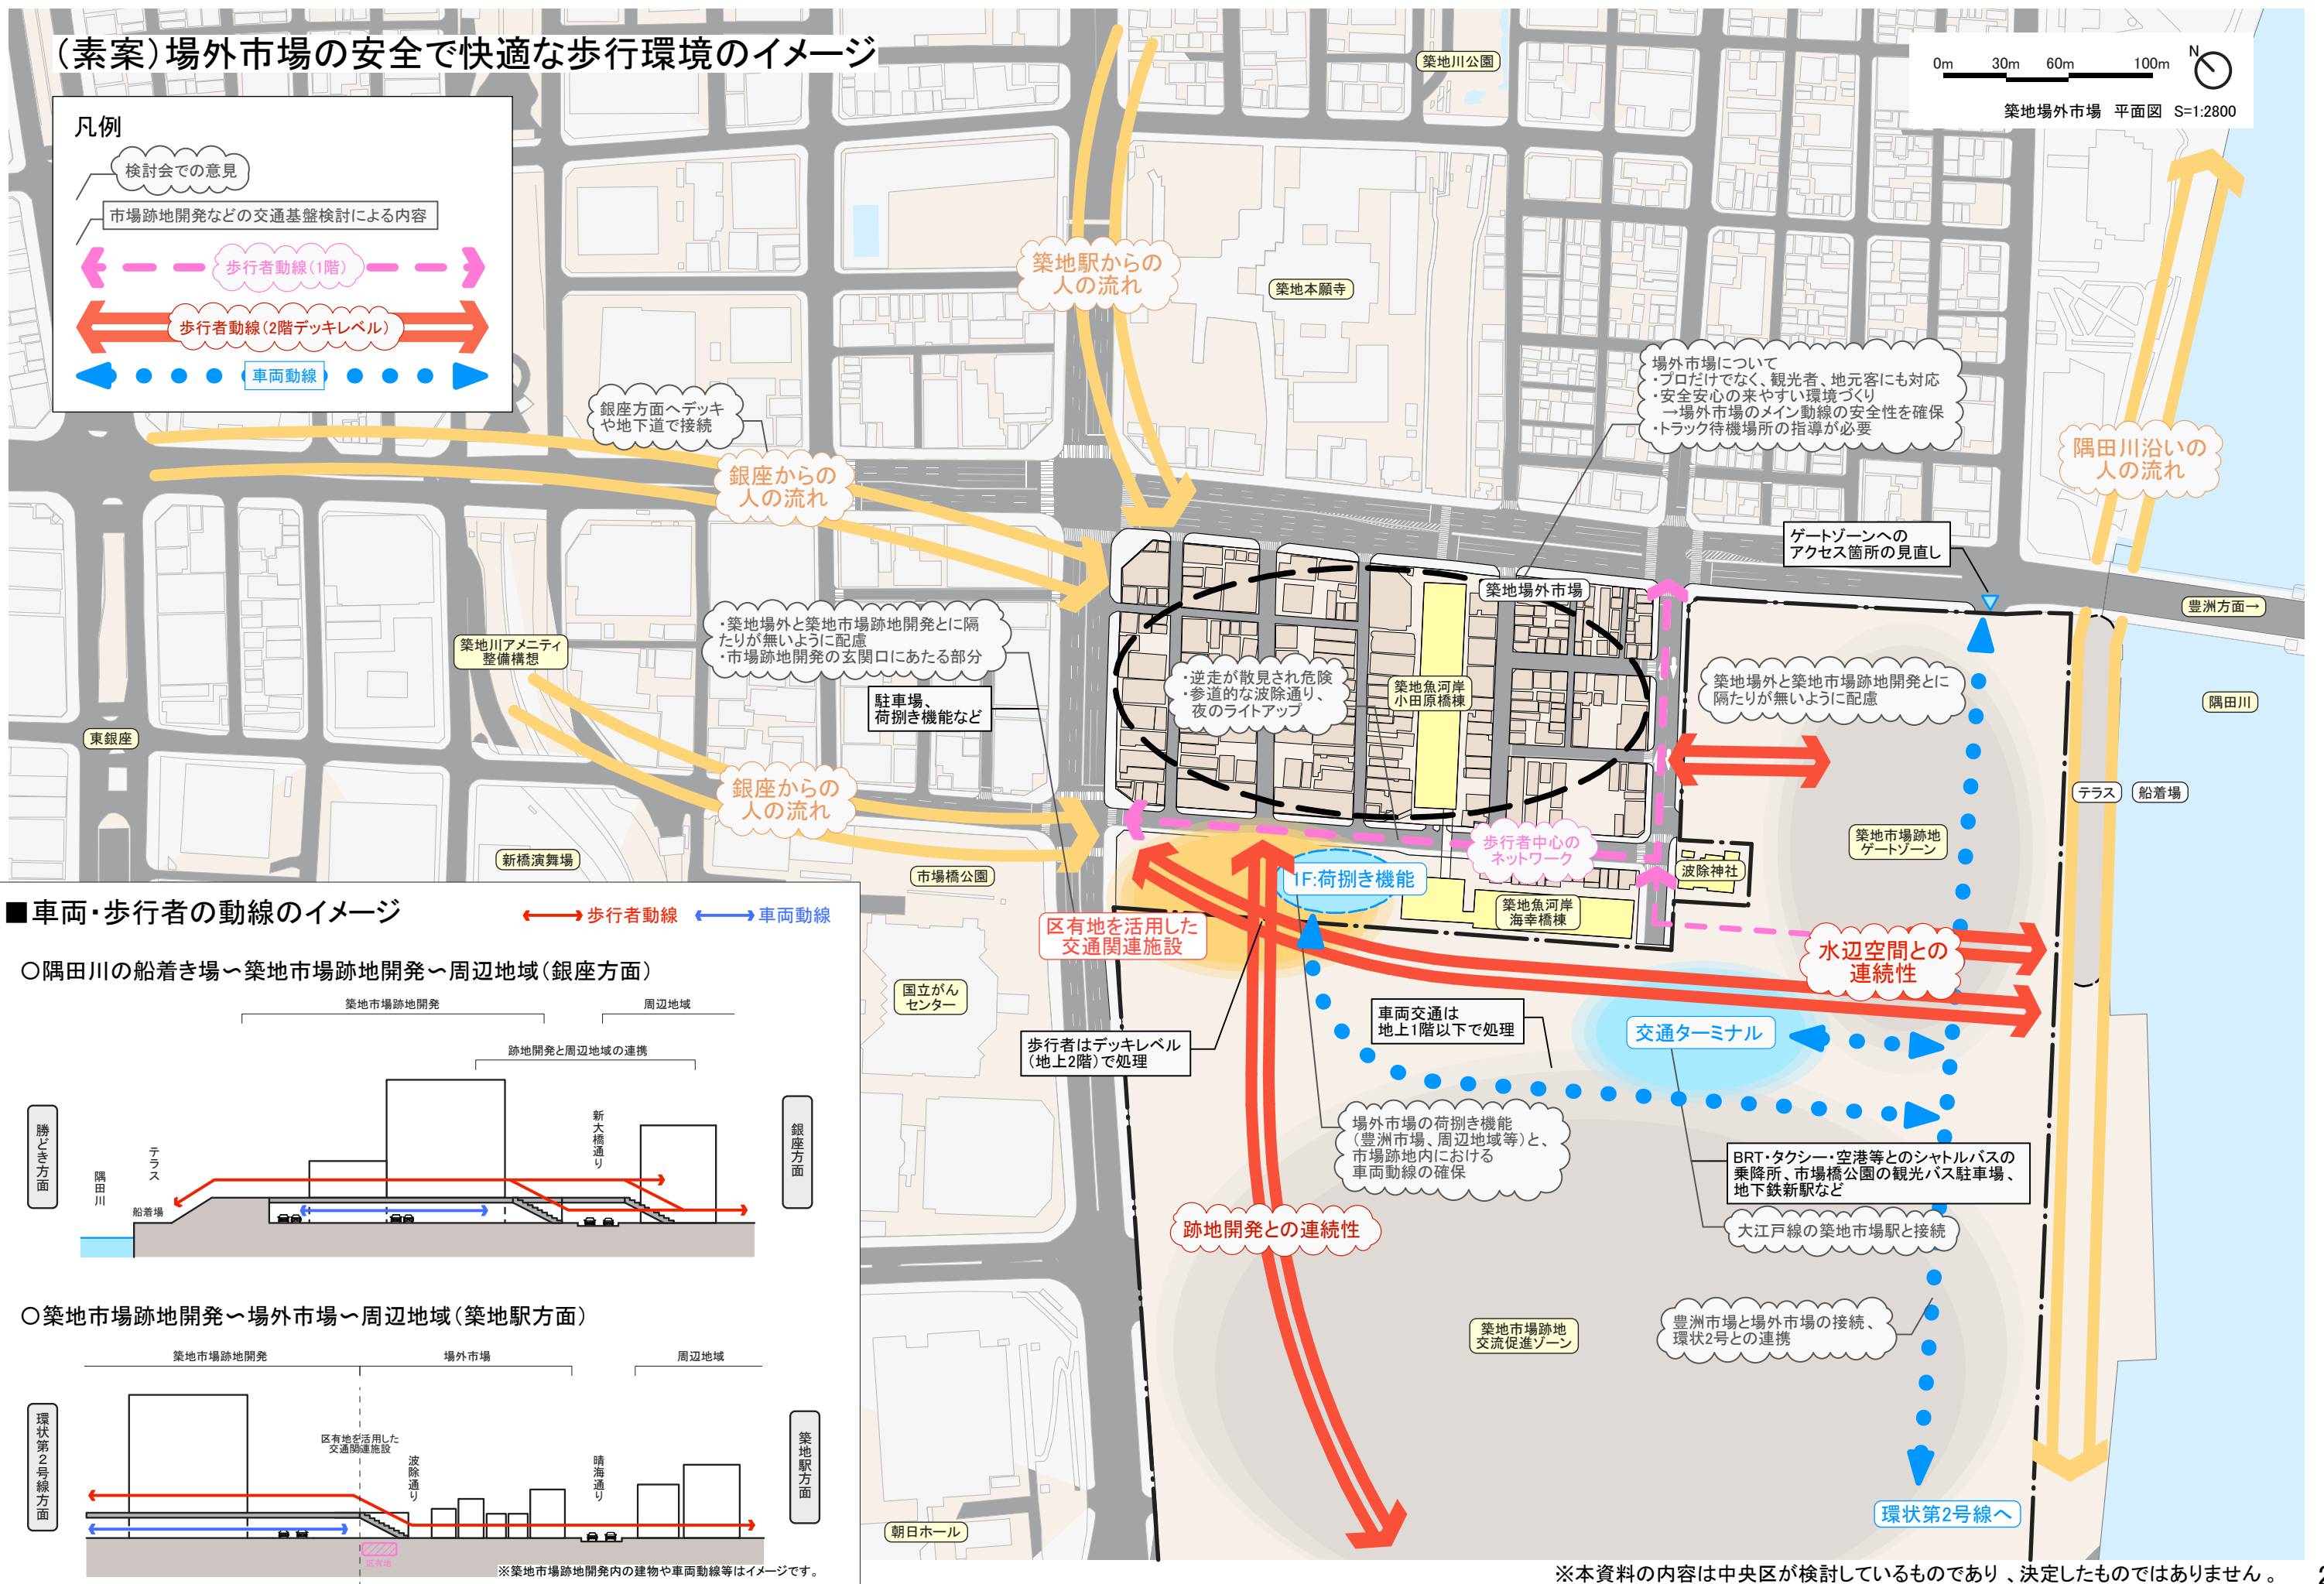 (素案)場外市場の安全で快適な歩行環境のイメージ
凡例
検討会での意見
市場跡地開発などの交通基盤検討による内容
歩行者動線(1階)
歩行者動線(2階デッキレベル)
車両動線
0m 30m 60m 100m
N
築地場外市場 平面図 S=1:2800
築地川公園
築地駅からの
人の流れ
築地本願寺
場外市場について
・プロだけでなく、観光者、地元客にも対応
・安全安心の来やすい環境づくり
→場外市場のメイン動線の安全性を確保
・トラック待機場所の指導が必要
隅田川沿いの
人の流れ
銀座方面へデッキ
や地下道で接続
銀座からの
人の流れ
ゲートゾーンへの
アクセス箇所の見直し
築地場外市場
豊洲方面→
・築地場外と築地市場跡地開発とに隔
たりが無いように配慮
・市場跡地開発の玄関口にあたる部分
築地川アメニティ
整備構想
駐車場、
荷捌き機能など
・逆走が散見され危険
・参道的な波除通り、
夜のライトアップ
築地魚河岸
小田原橋棟
築地場外と築地市場跡地開発とに
隔たりが無いように配慮
隅田川
東銀座
銀座からの
人の流れ
テラス
船着場
新橋演舞場
市場橋公園
歩行者中心の
ネットワーク
築地市場跡地
ゲートゾーン
1F:荷捌き機能
波除神社
築地魚河岸
海幸橋棟
区有地を活用した
交通関連施設
水辺空間との
連続性
国立がん
センター
歩行者はデッキレベル
(地上2階)で処理
車両交通は
地上1階以下で処理
交通ターミナル
場外市場の荷捌き機能
(豊洲市場、周辺地域等)と、
市場跡地内における
車両動線の確保
BRT・タクシー・空港等とのシャトルバスの
乗降所、市場橋公園の観光バス駐車場、
地下鉄新駅など
大江戸線の築地市場駅と接続
跡地開発との連続性
築地市場跡地
交流促進ゾーン
豊洲市場と場外市場の接続、
環状2号との連携
環状第2号線へ
朝日ホール
■車両・歩行者の動線のイメージ
歩行者動線
車両動線
○隅田川の船着き場~築地市場跡地開発~周辺地域(銀座方面)
築地市場跡地開発
周辺地域
跡地開発と周辺地域の連携
勝どき方面
隅田川
テラス
船着場
新大橋通り
銀座方面
○築地市場跡地開発~場外市場~周辺地域(築地駅方面)
築地市場跡地開発
場外市場
周辺地域
環状第2号線方面
区有地を活用した
交通関連施設
波除通り
晴海通り
築地駅方面
区有地
※築地市場跡地開発内の建物や車両動線等はイメージです。
※本資料の内容は中央区が検討しているものであり、決定したものではありません。